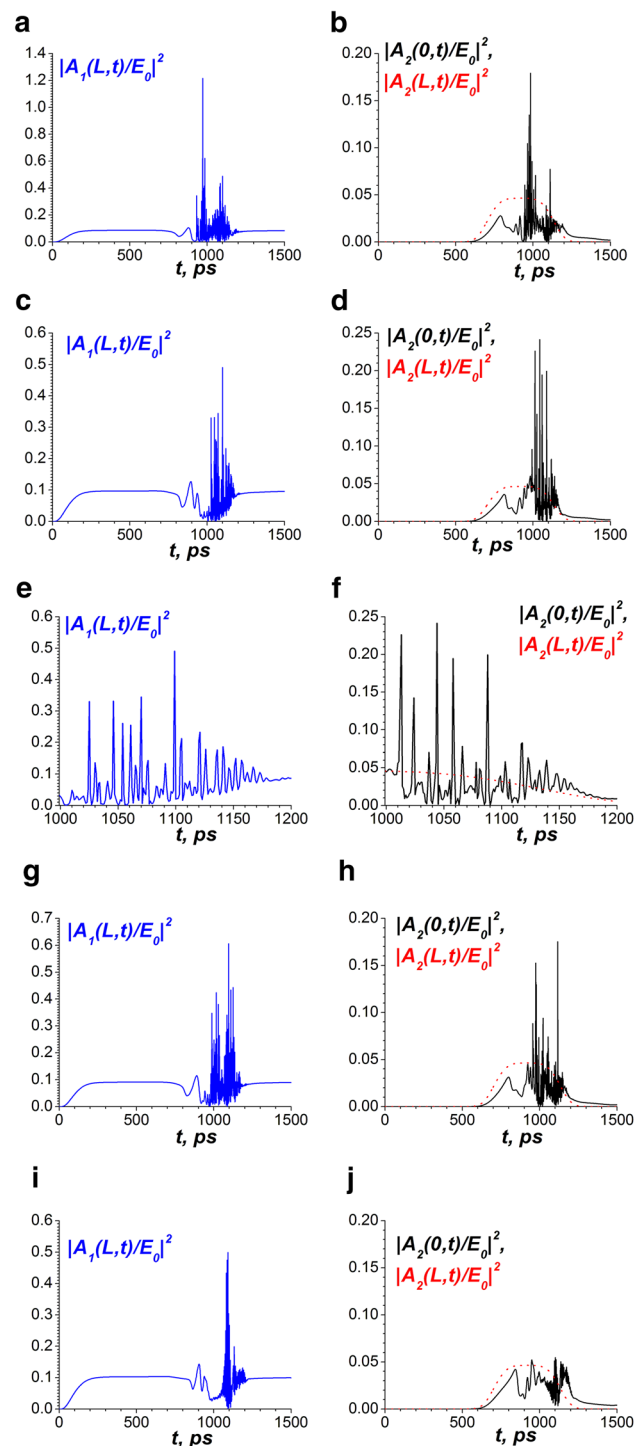 a
|A₁(L,t)/E₀|²
1.4
1.2
1.0
0.8
0.6
0.4
0.2
0.0
0 500 1000 1500
t, ps
b
|A₂(0,t)/E₀|²,
|A₂(L,t)/E₀|²
0.20
0.15
0.10
0.05
0.00
0 500 1000 1500
t, ps
c
|A₁(L,t)/E₀|²
0.6
0.5
0.4
0.3
0.2
0.1
0.0
0 500 1000 1500
t, ps
d
|A₂(0,t)/E₀|²,
|A₂(L,t)/E₀|²
0.25
0.20
0.15
0.10
0.05
0.00
0 500 1000 1500
t, ps
e
|A₁(L,t)/E₀|²
0.6
0.5
0.4
0.3
0.2
0.1
0.0
1000 1050 1100 1150 1200
t, ps
f
|A₂(0,t)/E₀|²,
|A₂(L,t)/E₀|²
0.25
0.20
0.15
0.10
0.05
0.00
1000 1050 1100 1150 1200
t, ps
g
|A₁(L,t)/E₀|²
0.7
0.6
0.5
0.4
0.3
0.2
0.1
0.0
0 500 1000 1500
t, ps
h
|A₂(0,t)/E₀|²,
|A₂(L,t)/E₀|²
0.20
0.15
0.10
0.05
0.00
0 500 1000 1500
t, ps
i
|A₁(L,t)/E₀|²
0.6
0.5
0.4
0.3
0.2
0.1
0.0
0 500 1000 1500
t, ps
j
|A₂(0,t)/E₀|²,
|A₂(L,t)/E₀|²
0.20
0.15
0.10
0.05
0.00
0 500 1000 1500
t, ps